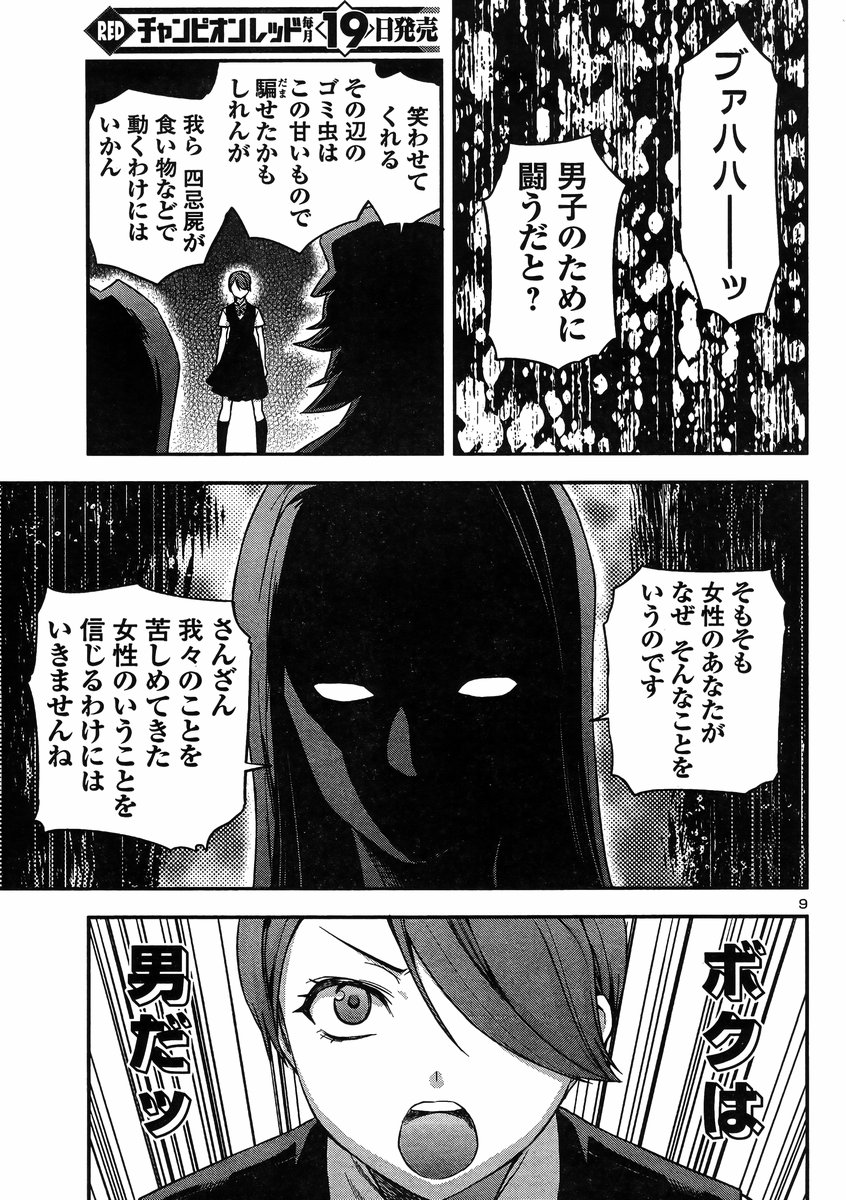 RED チャンピオンレッド 毎月〈19〉日発売
ブァハハーーッ
男子のために
闘うだと?
笑わせて
くれる
その辺の
ゴミ虫は
この甘いもので
騙せたかも
だま
しれんが
我ら 四忌屍が
食い物などで
動くわけには
いかん
そもそも
女性のあなたが
なぜ そんなことを
いうのです
さんざん
我々のことを
苦しめてきた
女性のいうことを
信じるわけには
いきませんね
9
ボクは
男だッ